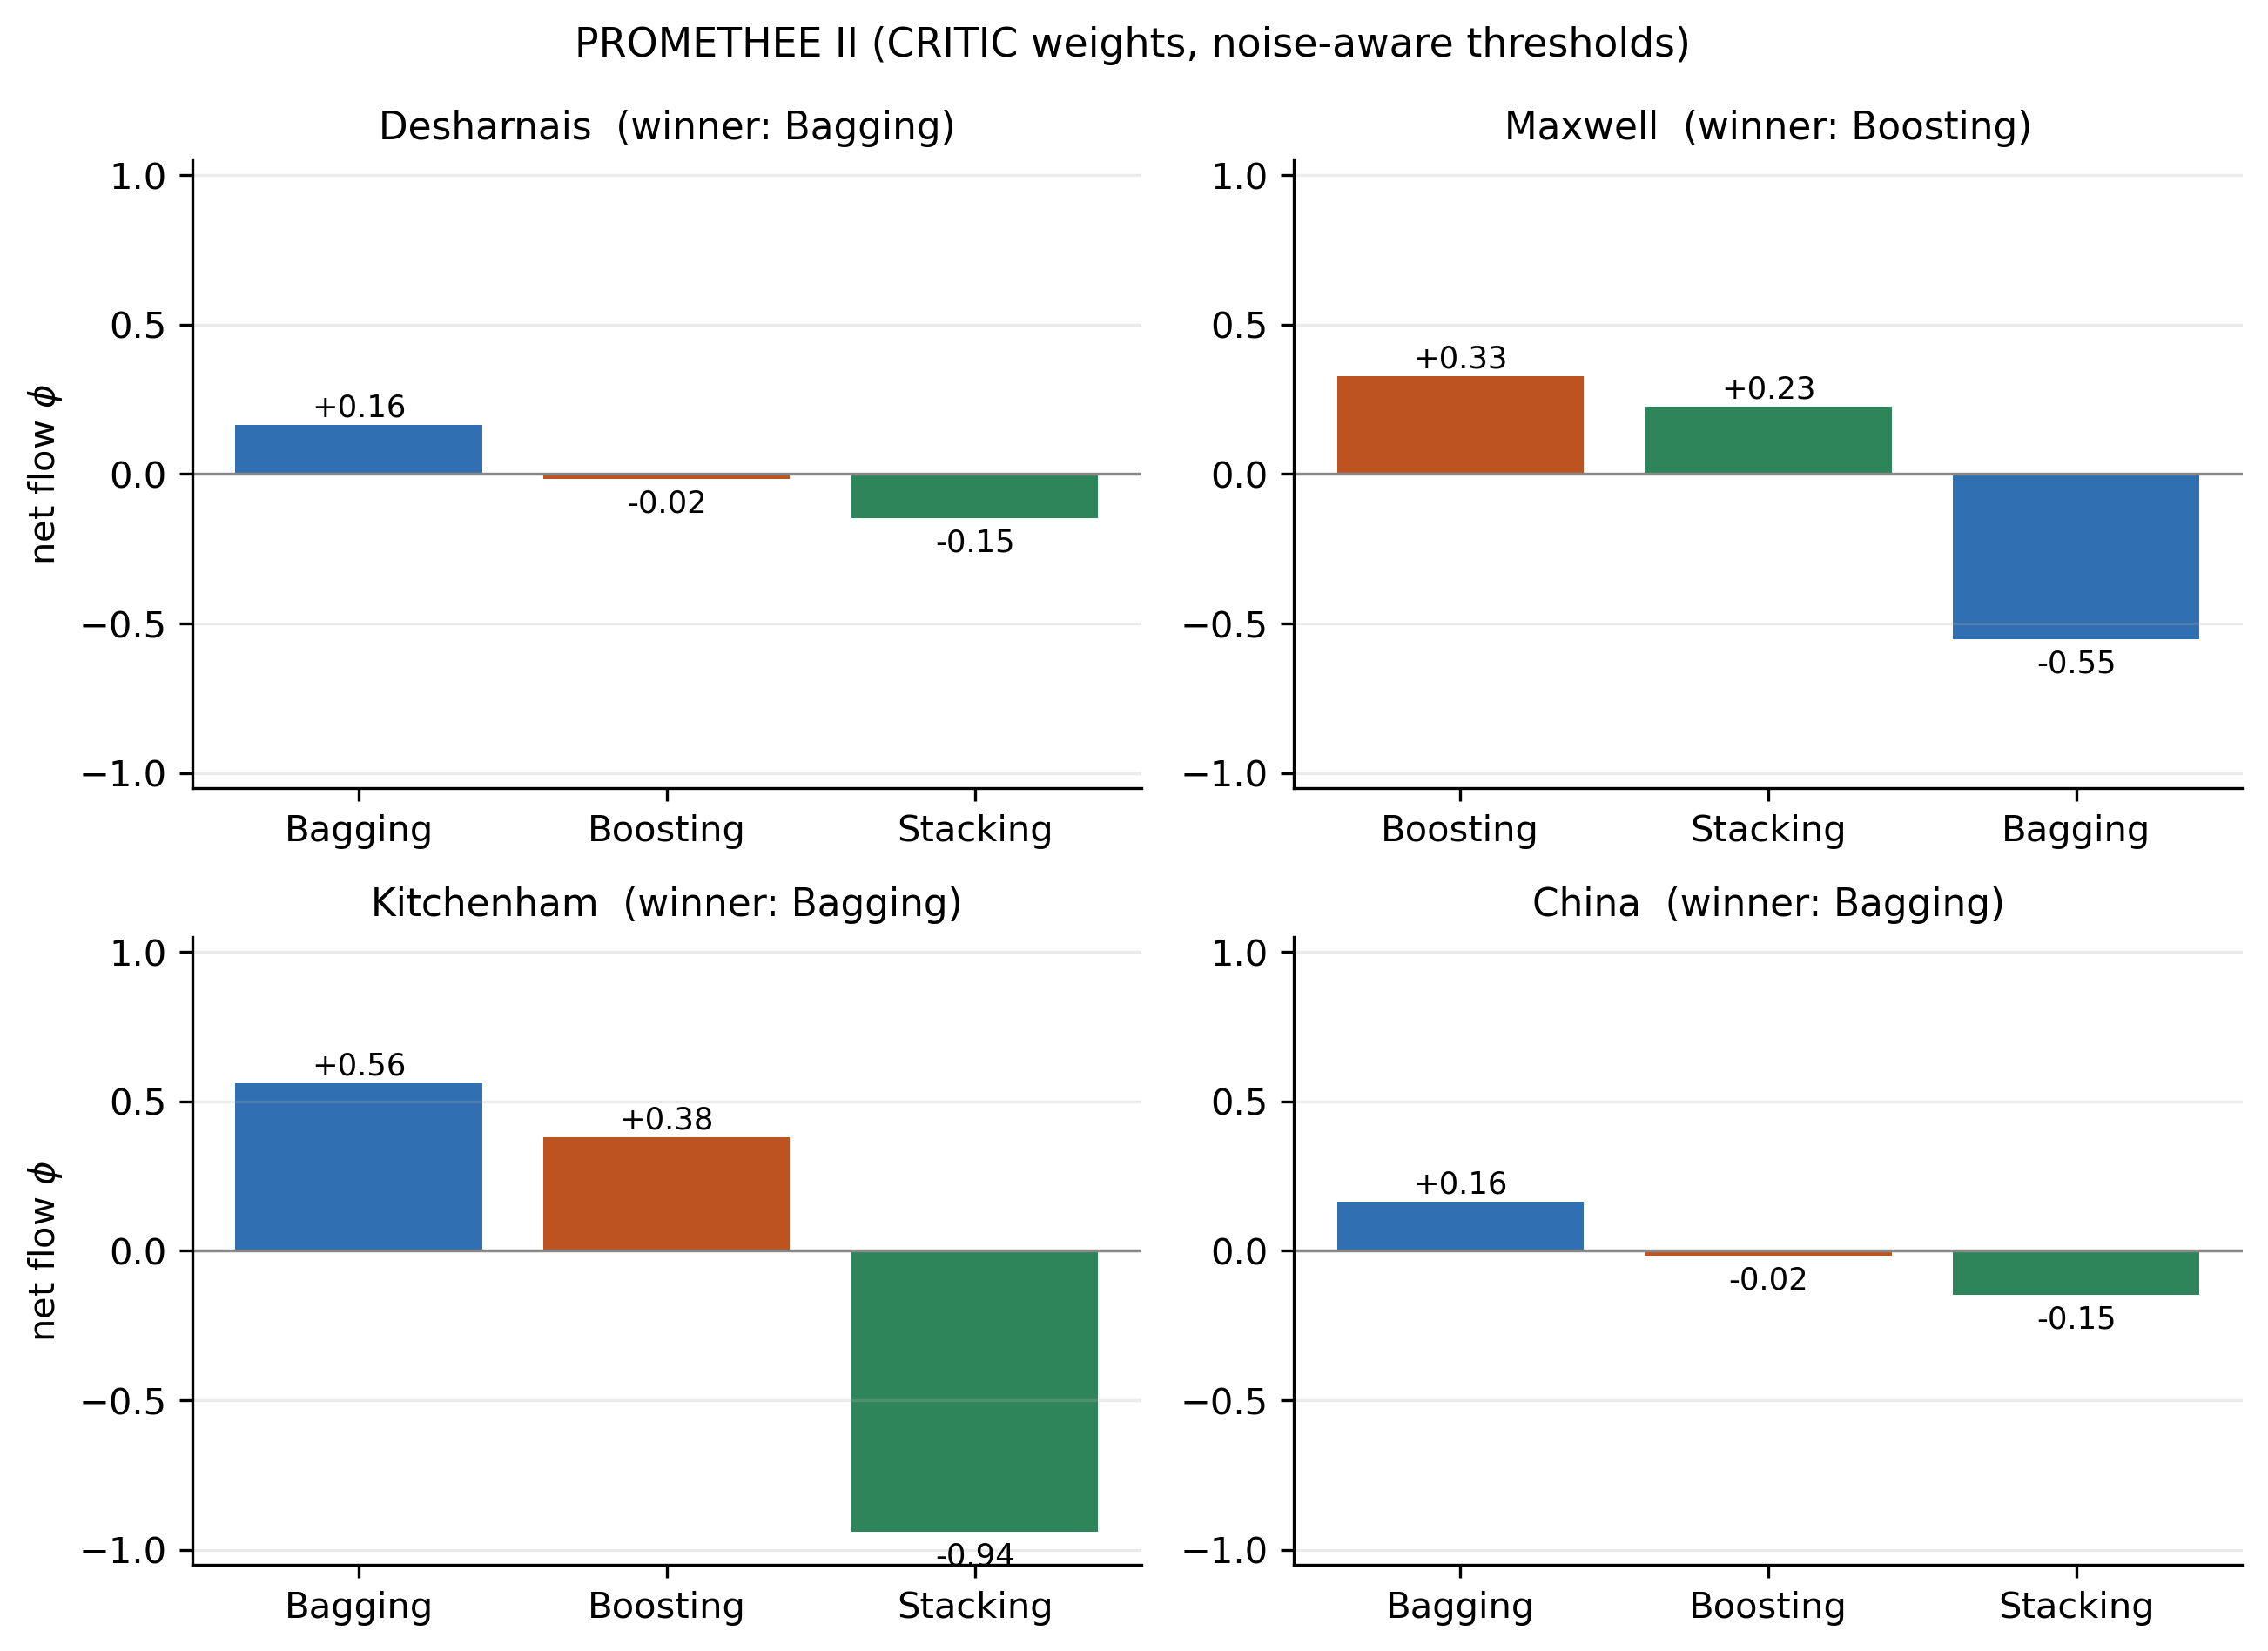 PROMETHEE II (CRITIC weights, noise-aware thresholds)
Desharnais  (winner: Bagging)
net flow ϕ
1.0
0.5
0.0
−0.5
−1.0
+0.16
-0.02
-0.15
Bagging
Boosting
Stacking
Maxwell  (winner: Boosting)
1.0
0.5
0.0
−0.5
−1.0
+0.33
+0.23
-0.55
Boosting
Stacking
Bagging
Kitchenham  (winner: Bagging)
net flow ϕ
1.0
0.5
0.0
−0.5
−1.0
+0.56
+0.38
-0.94
Bagging
Boosting
Stacking
China  (winner: Bagging)
1.0
0.5
0.0
−0.5
−1.0
+0.16
-0.02
-0.15
Bagging
Boosting
Stacking